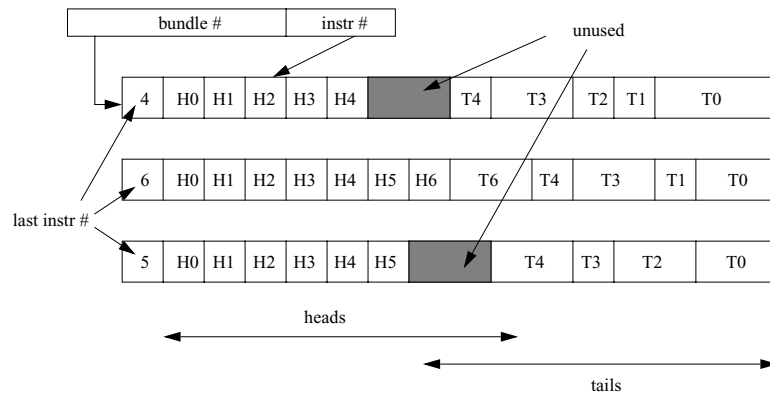 bundle # instr #
unused
4 H0 H1 H2 H3 H4 T4 T3 T2 T1 T0
6 H0 H1 H2 H3 H4 H5 H6 T6 T4 T3 T1 T0
last instr #
5 H0 H1 H2 H3 H4 H5 T4 T3 T2 T0
heads
tails